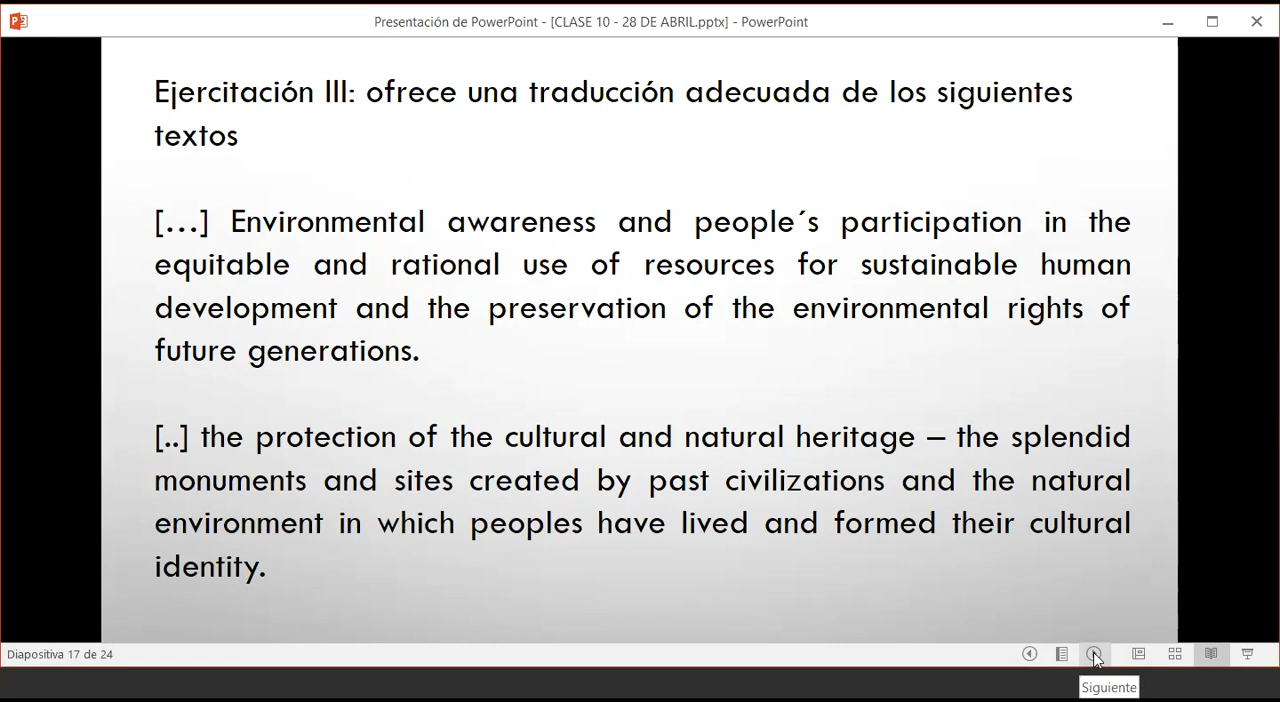 Presentación de PowerPoint - [CLASE 10 - 28 DE ABRIL.pptx] - PowerPoint
Ejercitación III: ofrece una traducción adecuada de los siguientes
textos
[…] Environmental awareness and people´s participation in the
equitable and rational use of resources for sustainable human
development and the preservation of the environmental rights of
future generations.
[..] the protection of the cultural and natural heritage – the splendid
monuments and sites created by past civilizations and the natural
environment in which peoples have lived and formed their cultural
identity.
Diapositiva 17 de 24
Siguiente